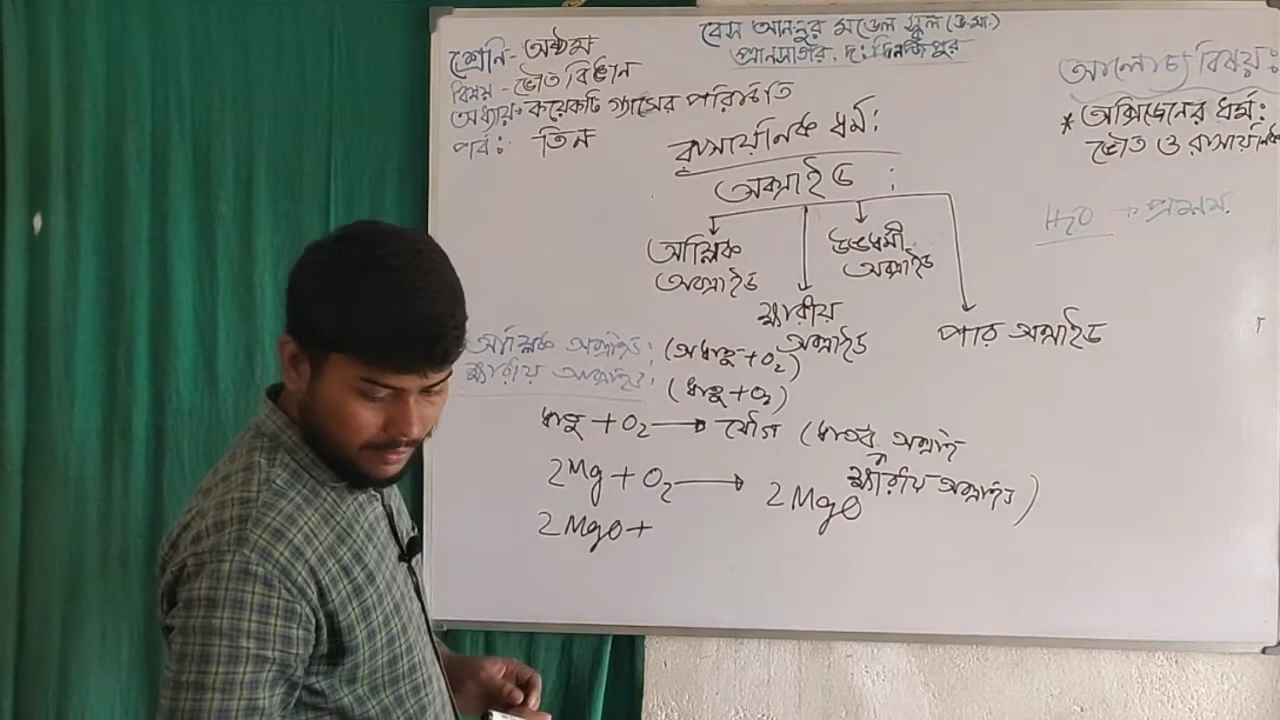 বেস আননুর মডেল স্কুল (উ.মা.)
প্রানসাগর, দ: দিনাজপুর
শ্রেনি - অষ্টম
বিষয় - ভৌত বিজ্ঞান
অধ্যায় - কয়েকটি গ্যাসের পরিচিতি
পর্ব: তিন
আলোচ্য বিষয়:
* অক্সিজেনের ধর্ম:
ভৌত ও রাসায়নিক
H₂O → প্রশম
রাসায়নিক ধর্ম:
অক্সাইড :
আম্লিক
অক্সাইড
ক্ষারীয়
অক্সাইড
উভধর্মী
অক্সাইড
পার অক্সাইড
আম্লিক অক্সাইড: (অধাতু + O₂)
ক্ষারীয় অক্সাইড: (ধাতু + O₂)
ধাতু + O₂ → যৌগ (ধাতব অক্সাইড
বা
ক্ষারীয় অক্সাইড)
2Mg + O₂ → 2MgO
2MgO +